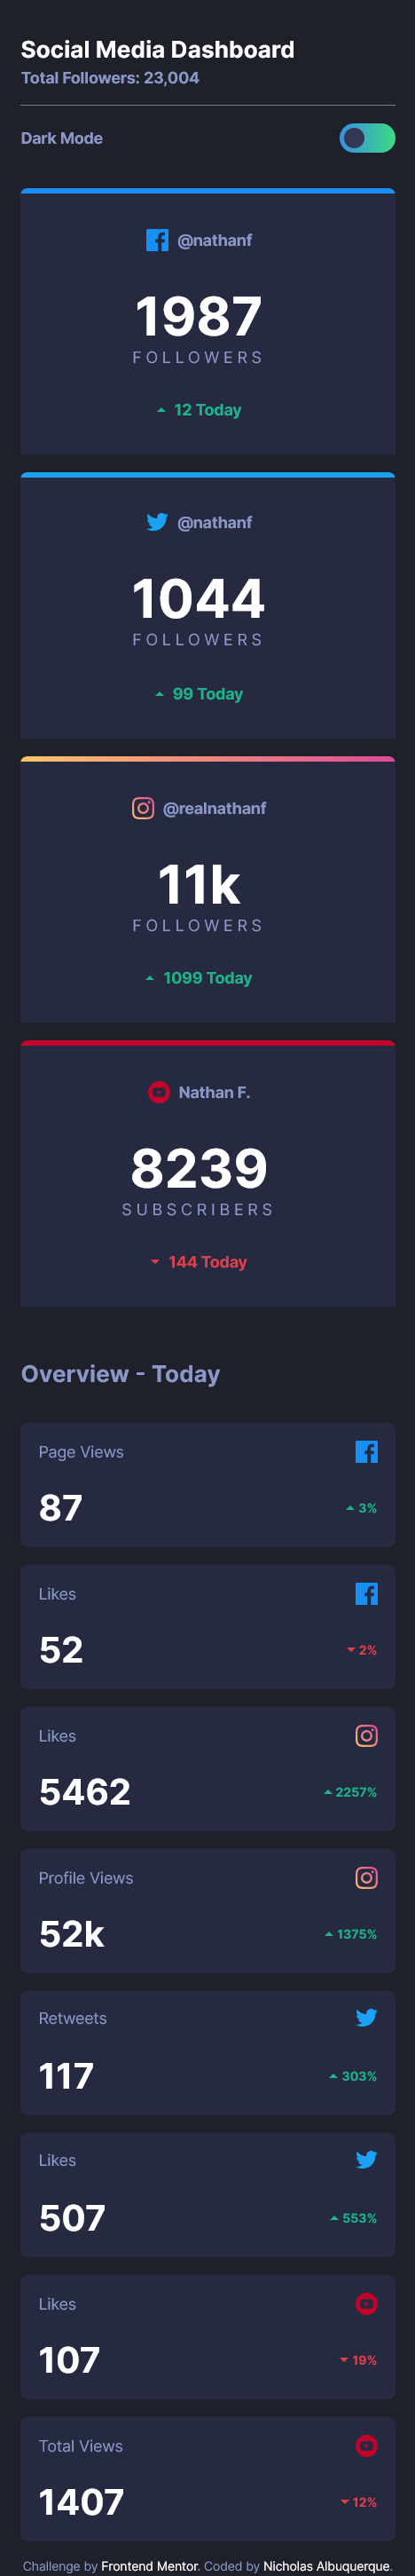 Social Media Dashboard
Total Followers: 23,004
Dark Mode
@nathanf
1987
FOLLOWERS
12 Today
@nathanf
1044
FOLLOWERS
99 Today
@realnathanf
11k
FOLLOWERS
1099 Today
Nathan F.
8239
SUBSCRIBERS
144 Today
Overview - Today
Page Views
87
3%
Likes
52
2%
Likes
5462
2257%
Profile Views
52k
1375%
Retweets
117
303%
Likes
507
553%
Likes
107
19%
Total Views
1407
12%
Challenge by Frontend Mentor. Coded by Nicholas Albuquerque.